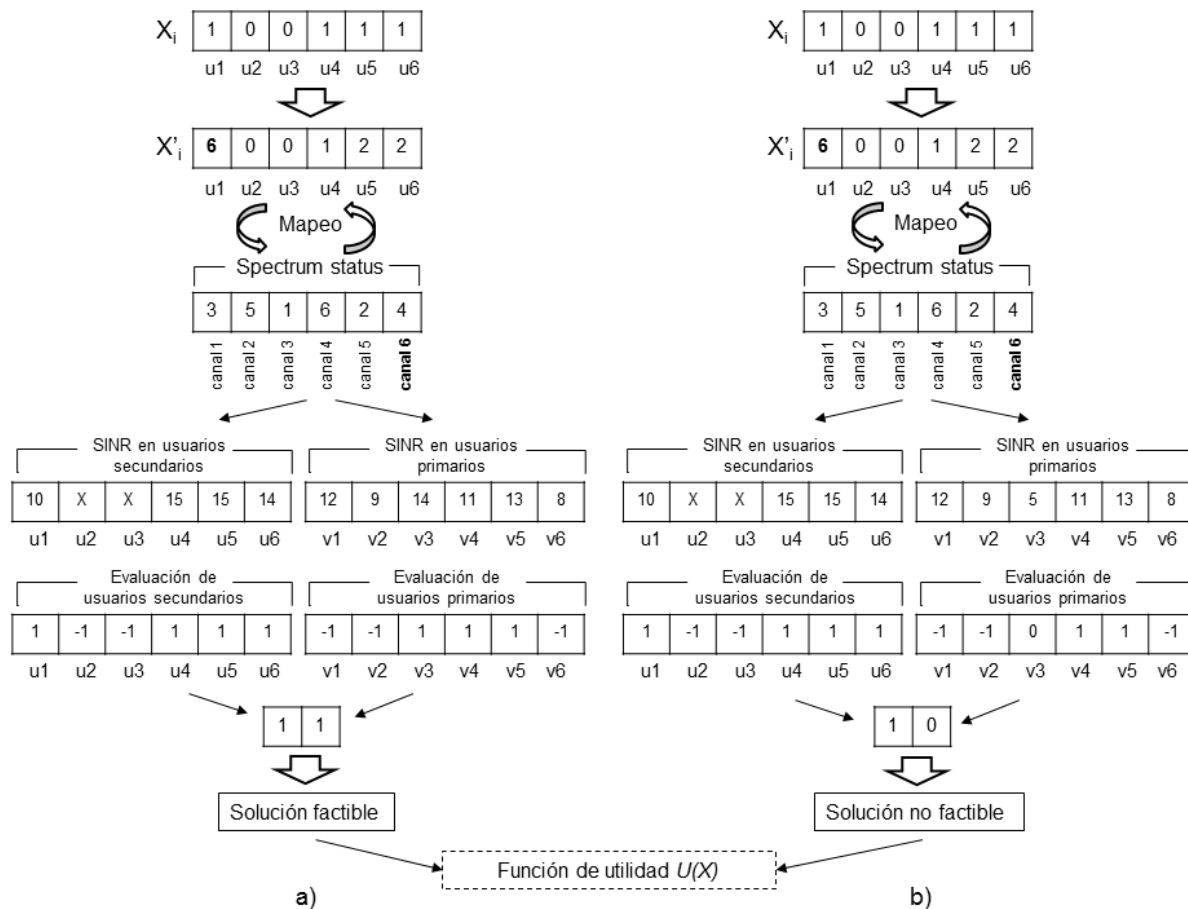 Xi 1 0 0 1 1 1
u1 u2 u3 u4 u5 u6
X'i 6 0 0 1 2 2
u1 u2 u3 u4 u5 u6
Mapeo
Spectrum status
3 5 1 6 2 4
canal 1 canal 2 canal 3 canal 4 canal 5 canal 6
SINR en usuarios
secundarios
10 X X 15 15 14
u1 u2 u3 u4 u5 u6
SINR en usuarios
primarios
12 9 14 11 13 8
v1 v2 v3 v4 v5 v6
Evaluación de
usuarios secundarios
1 -1 -1 1 1 1
u1 u2 u3 u4 u5 u6
Evaluación de
usuarios primarios
-1 -1 1 1 1 -1
v1 v2 v3 v4 v5 v6
1 1
Solución factible
Xi 1 0 0 1 1 1
u1 u2 u3 u4 u5 u6
X'i 6 0 0 1 2 2
u1 u2 u3 u4 u5 u6
Mapeo
Spectrum status
3 5 1 6 2 4
canal 1 canal 2 canal 3 canal 4 canal 5 canal 6
SINR en usuarios
secundarios
10 X X 15 15 14
u1 u2 u3 u4 u5 u6
SINR en usuarios
primarios
12 9 5 11 13 8
v1 v2 v3 v4 v5 v6
Evaluación de
usuarios secundarios
1 -1 -1 1 1 1
u1 u2 u3 u4 u5 u6
Evaluación de
usuarios primarios
-1 -1 0 1 1 -1
v1 v2 v3 v4 v5 v6
1 0
Solución no factible
Función de utilidad U(X)
a) b)